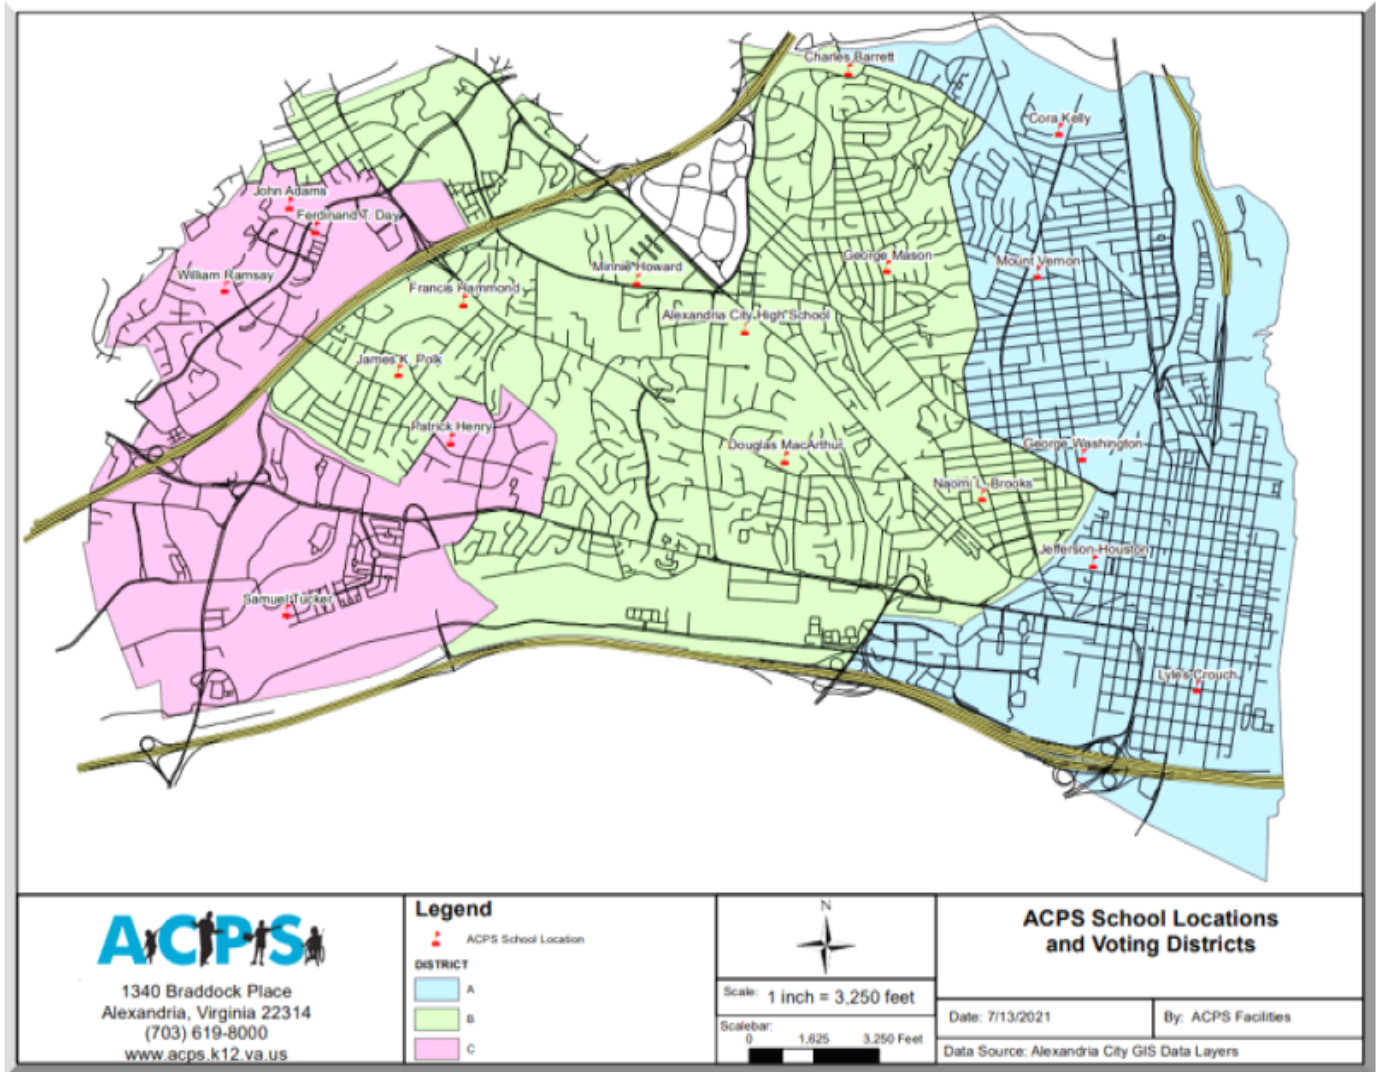 Charles Barrett
Cora Kelly
John Adams
Ferdinand T. Day
William Ramsay
Minnie Howard
George Mason
Mount Vernon
Francis Hammond
Alexandria City High School
James K. Polk
Patrick Henry
Douglas MacArthur
George Washington
Naomi L. Brooks
Jefferson-Houston
Samuel Tucker
Lyles Crouch
ACPS
1340 Braddock Place
Alexandria, Virginia 22314
(703) 619-8000
www.acps.k12.va.us
Legend
ACPS School Location
DISTRICT
A
B
C
N
Scale: 1 inch = 3,250 feet
Scalebar:
0 1,625 3,250 Feet
ACPS School Locations
and Voting Districts
Date: 7/13/2021
By: ACPS Facilities
Data Source: Alexandria City GIS Data Layers